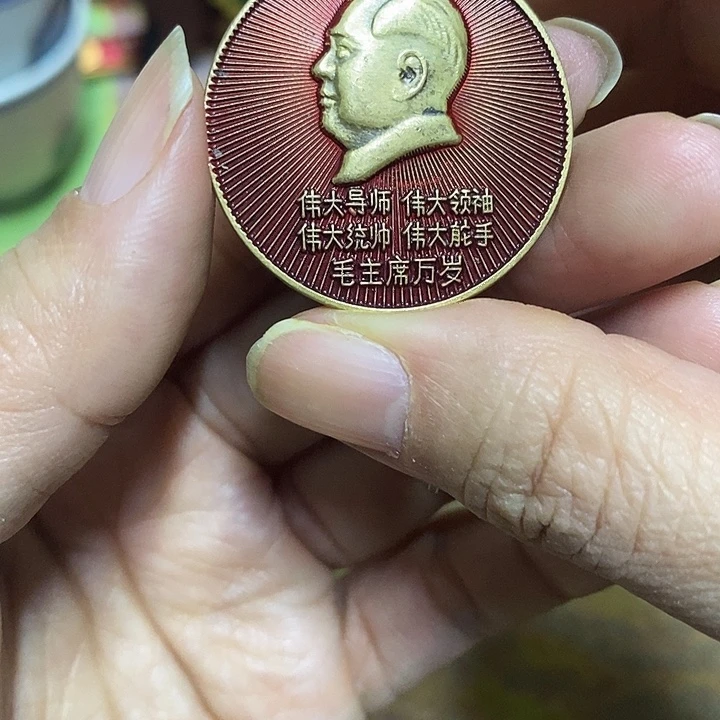 伟大导师 伟大领袖
伟大统帅 伟大舵手
毛主席万岁